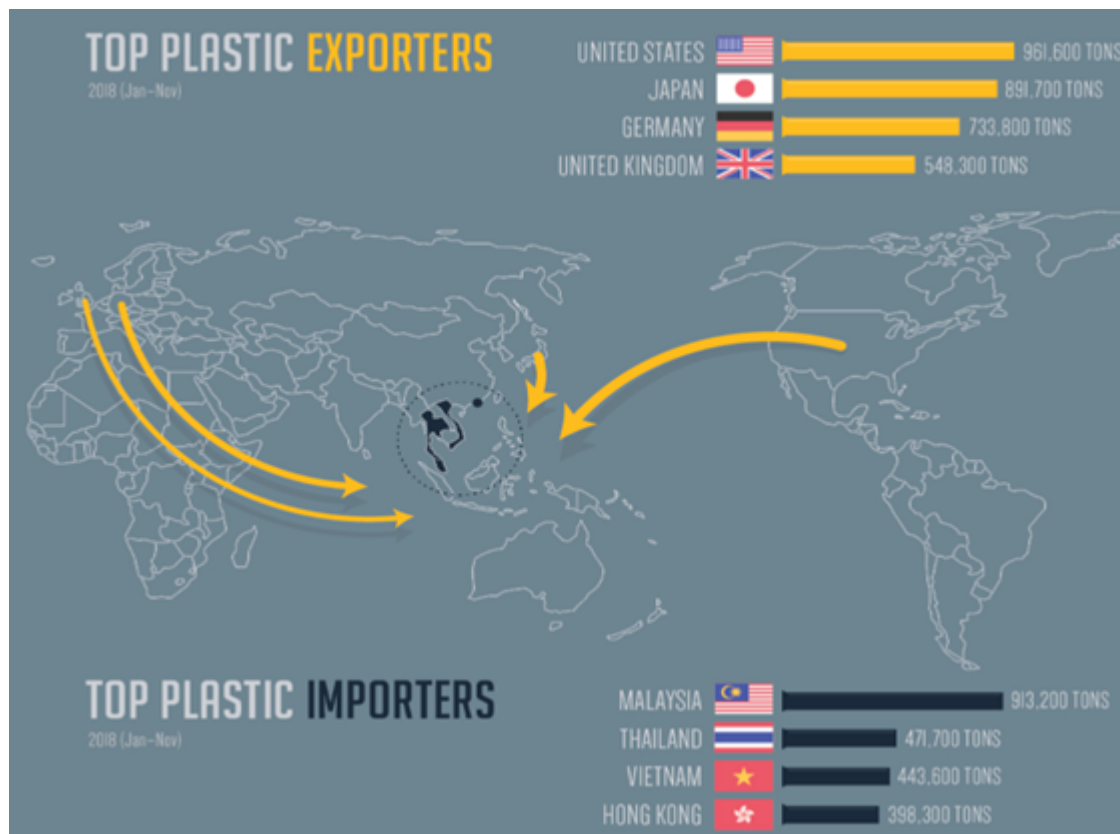 TOP PLASTIC EXPORTERS
2018 (Jan-Nov)
UNITED STATES 961,600 TONS
JAPAN 891,700 TONS
GERMANY 733,800 TONS
UNITED KINGDOM 548,300 TONS
TOP PLASTIC IMPORTERS
2018 (Jan-Nov)
MALAYSIA 913,200 TONS
THAILAND 471,700 TONS
VIETNAM 443,600 TONS
HONG KONG 398,300 TONS